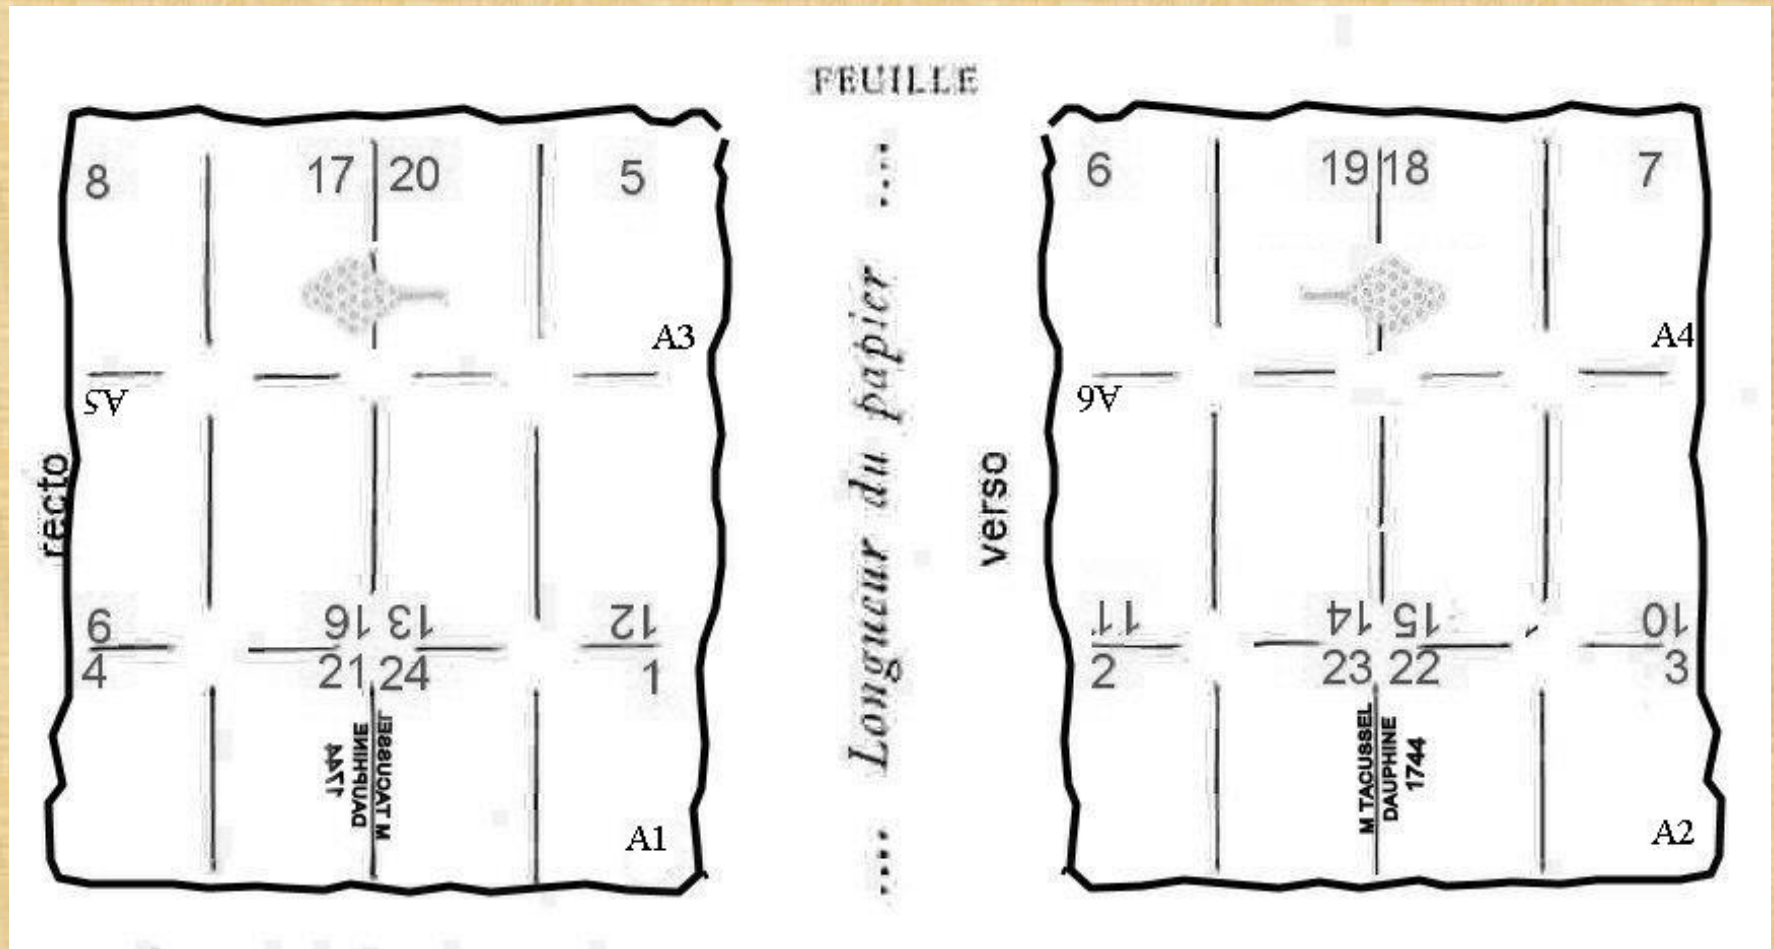 FEUILLE
8 17 20 5
A3
A5
recto
9 16 13 12
4 21 24 1
M TACUSSEL
DAUPHINE
1744
A1
.... Longueur du papier ....
6 19 18 7
A4
A6
verso
11 14 15 10
2 23 22 3
M TACUSSEL
DAUPHINE
1744
A2